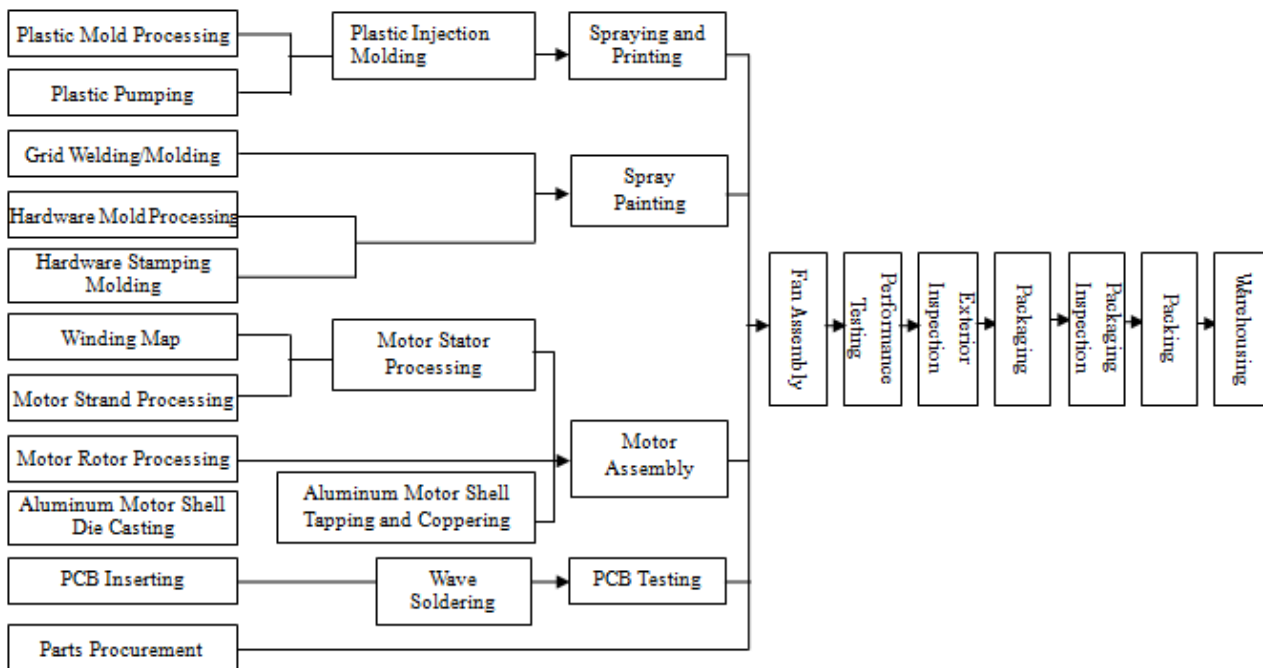 Plastic Mold Processing
Plastic Injection
Molding
Spraying and
Printing
Plastic Pumping
Grid Welding/Molding
Spray
Painting
Hardware Mold Processing
Hardware Stamping
Molding
Winding Map
Motor Stator
Processing
Motor Strand Processing
Motor Rotor Processing
Motor
Assembly
Aluminum Motor Shell
Die Casting
Aluminum Motor Shell
Tapping and Coppering
PCB Inserting
Wave
Soldering
PCB Testing
Parts Procurement
Fan Assembly
Performance
Testing
Exterior
Inspection
Packaging
Packaging
Inspection
Packing
Warehousing